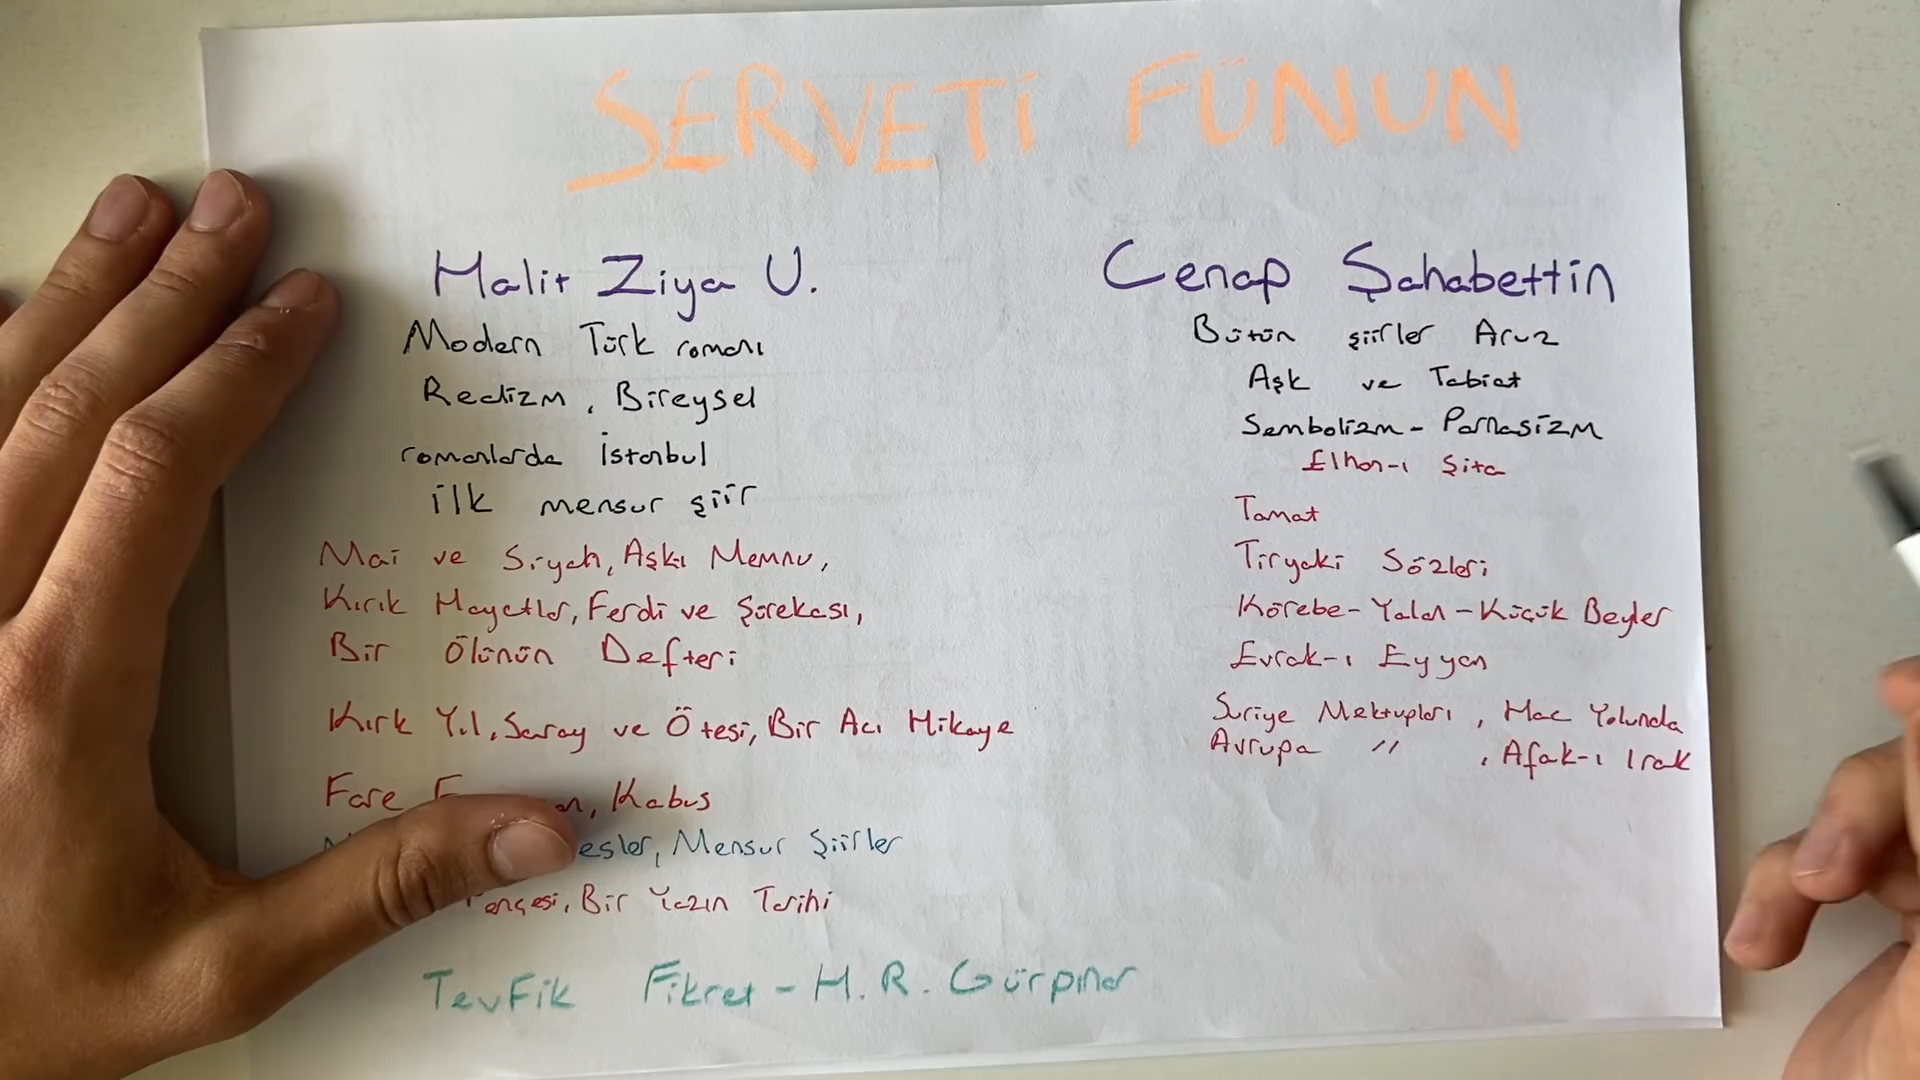 SERVETİ FÜNUN
Halit Ziya U.
Modern Türk romanı
Realizm, Bireysel
romanlarda İstanbul
ilk mensur şiir
Mai ve Siyah, Aşkı Memnu,
Kırık Hayatlar, Ferdi ve Şürekası,
Bir Ölünün Defteri
Kırk Yıl, Saray ve Ötesi, Bir Acı Hikaye
Fare Kabus
Mensur Şiirler
Bir Yazın Tarihi
Cenap Şahabettin
Bütün şiirler Aruz
Aşk ve Tabiat
Sembolizm - Parnasizm
Elhan-ı Şita
Tamat
Tiryaki Sözleri
Körebe - Yalan - Küçük Beyler
Evrak-ı Eyyam
Suriye Mektupları, Hac Yolunda
Avrupa //, Afak-ı Irak
Tevfik Fikret - H. R. Gürpınar